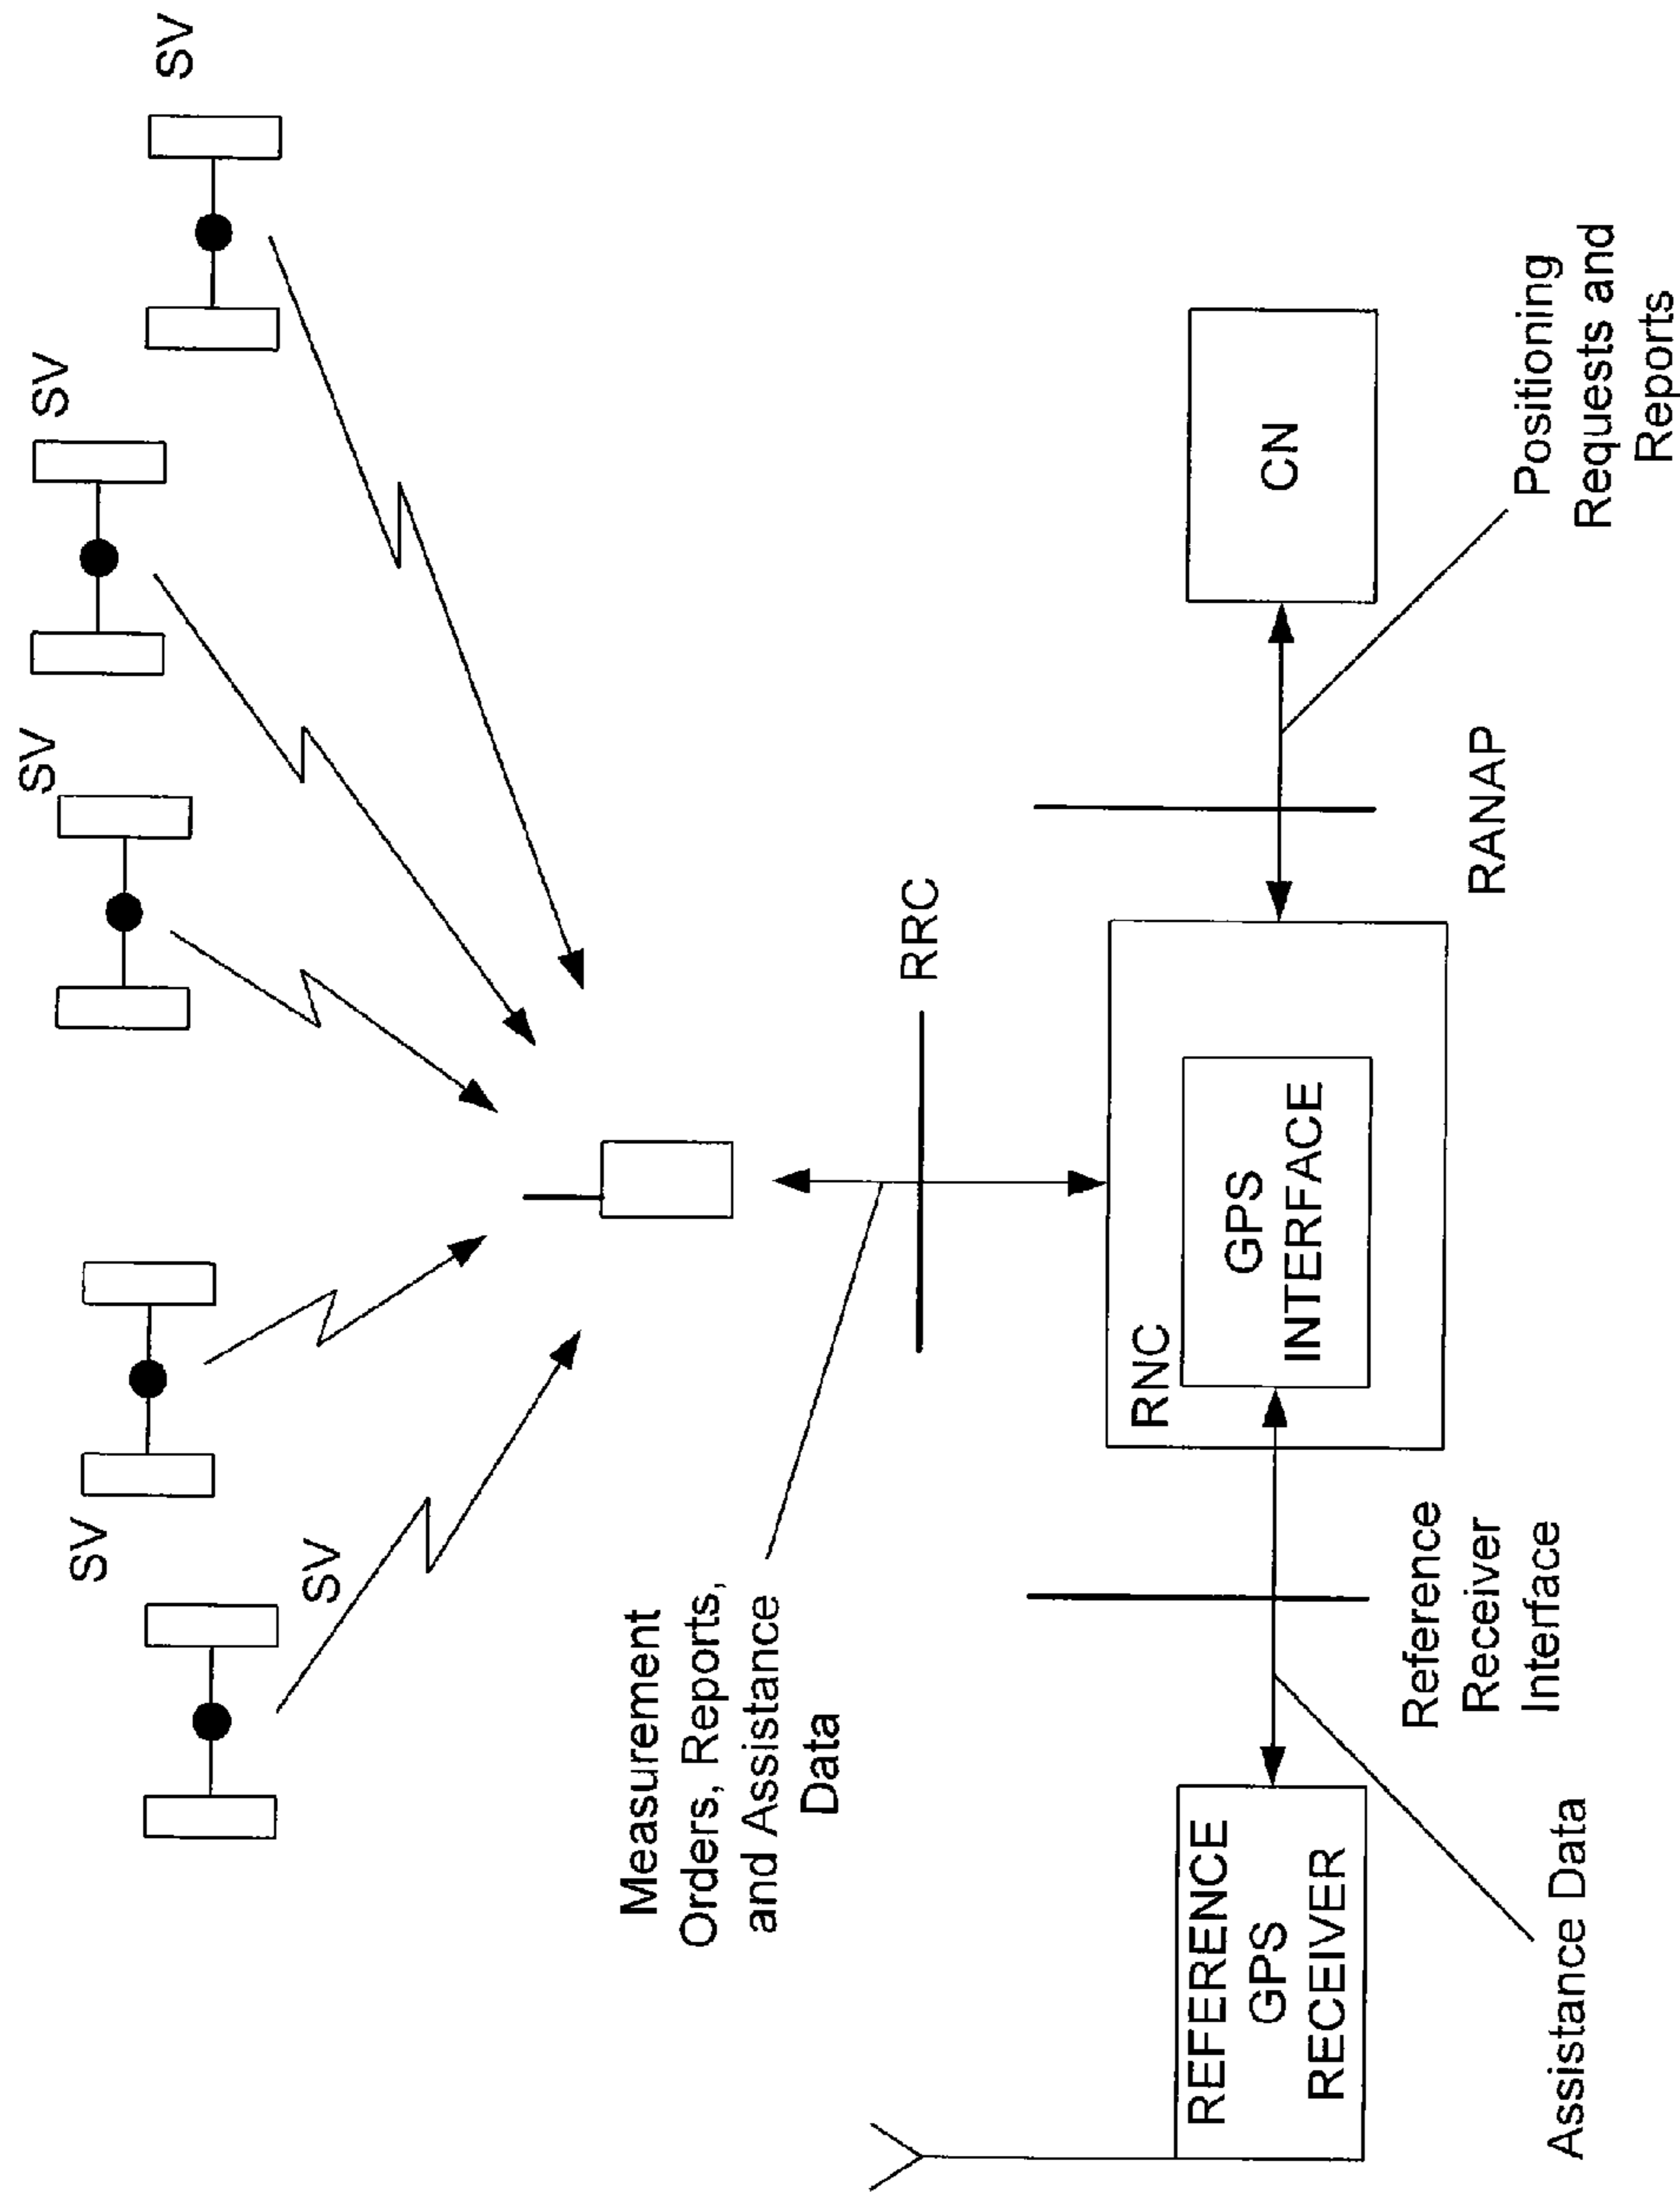 SV
SV
SV
SV
SV
Measurement
Orders, Reports,
and Assistance
Data
RRC
RNC
GPS
INTERFACE
REFERENCE
GPS
RECEIVER
CN
Reference
Receiver
Interface
RANAP
Assistance Data
Positioning
Requests and
Reports